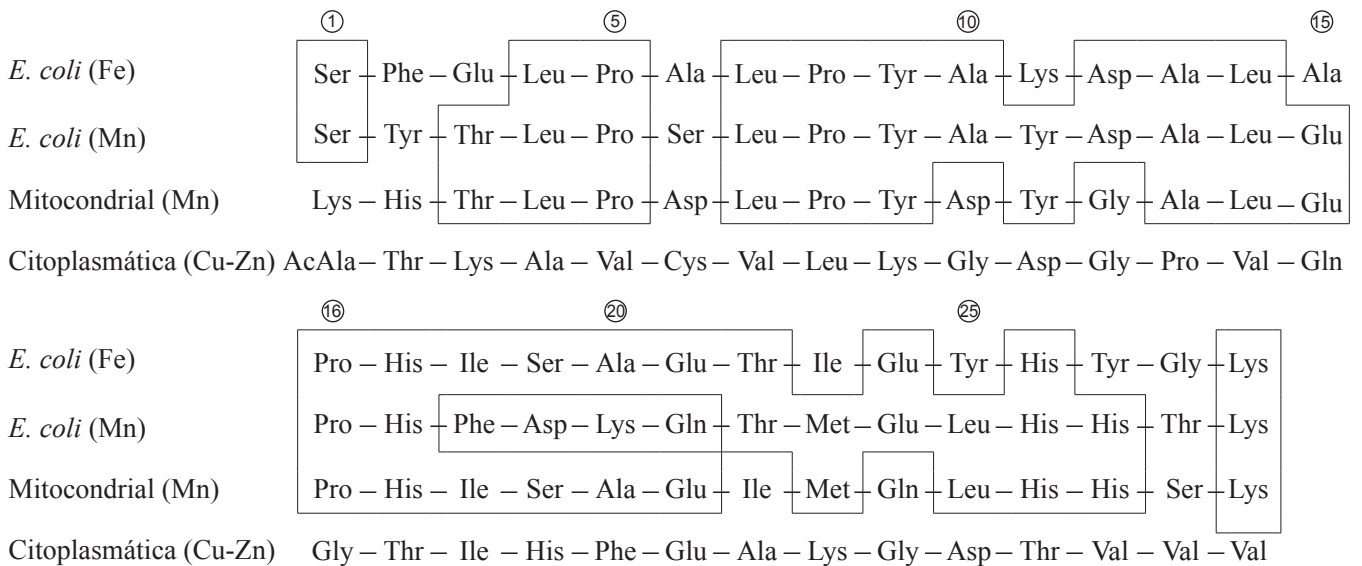 ① ⑤ ⑩ ⑮
E. coli (Fe) Ser – Phe – Glu – Leu – Pro – Ala – Leu – Pro – Tyr – Ala – Lys – Asp – Ala – Leu – Ala
E. coli (Mn) Ser – Tyr – Thr – Leu – Pro – Ser – Leu – Pro – Tyr – Ala – Tyr – Asp – Ala – Leu – Glu
Mitocondrial (Mn) Lys – His – Thr – Leu – Pro – Asp – Leu – Pro – Tyr – Asp – Tyr – Gly – Ala – Leu – Glu
Citoplasmática (Cu-Zn) AcAla – Thr – Lys – Ala – Val – Cys – Val – Leu – Lys – Gly – Asp – Gly – Pro – Val – Gln
⑯ ⑳ ㉕
E. coli (Fe) Pro – His – Ile – Ser – Ala – Glu – Thr – Ile – Glu – Tyr – His – Tyr – Gly – Lys
E. coli (Mn) Pro – His – Phe – Asp – Lys – Gln – Thr – Met – Glu – Leu – His – His – Thr – Lys
Mitocondrial (Mn) Pro – His – Ile – Ser – Ala – Glu – Ile – Met – Gln – Leu – His – His – Ser – Lys
Citoplasmática (Cu-Zn) Gly – Thr – Ile – His – Phe – Glu – Ala – Lys – Gly – Asp – Thr – Val – Val – Val